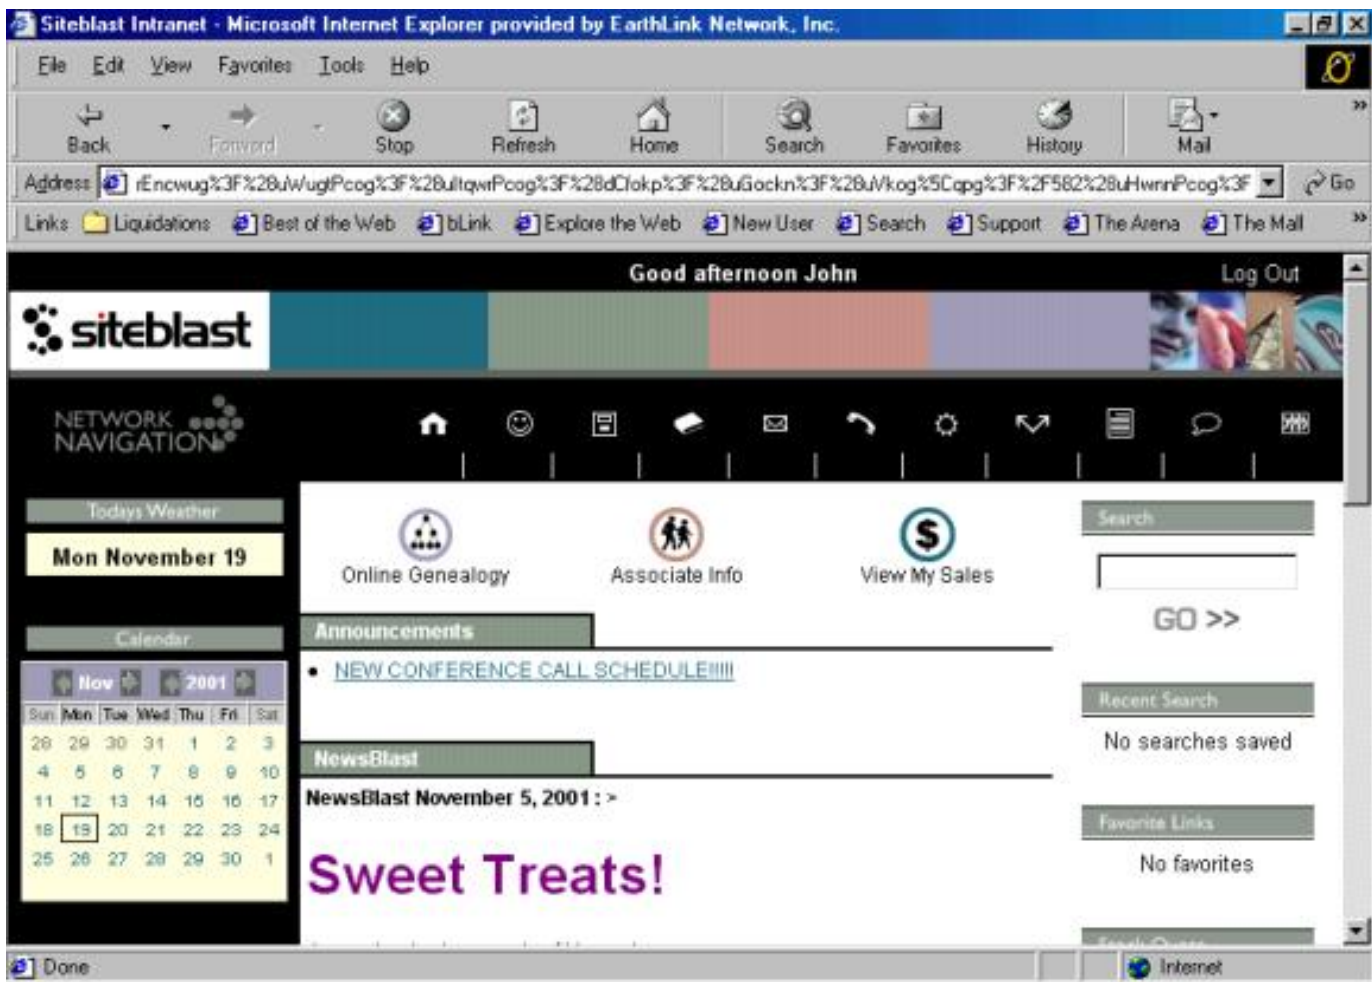 Siteblast Intranet - Microsoft Internet Explorer provided by EarthLink Network, Inc.
File Edit View Favorites Tools Help
Back Forward Stop Refresh Home Search Favorites History Mail
Address Go
Links Liquidations Best of the Web bLink Explore the Web New User Search Support The Arena The Mall
Good afternoon John Log Out
siteblast
NETWORK
NAVIGATION
Todays Weather
Mon November 19
Calendar
Nov 2001
Sun Mon Tue Wed Thu Fri Sat
28 29 30 31 1 2 3
4 5 6 7 8 9 10
11 12 13 14 15 16 17
18 19 20 21 22 23 24
25 26 27 28 29 30 1
Online Genealogy Associate Info View My Sales
Announcements
• NEW CONFERENCE CALL SCHEDULE!!!!!
NewsBlast
NewsBlast November 5, 2001 : >
Sweet Treats!
Search
GO >>
Recent Search
No searches saved
Favorite Links
No favorites
Done Internet